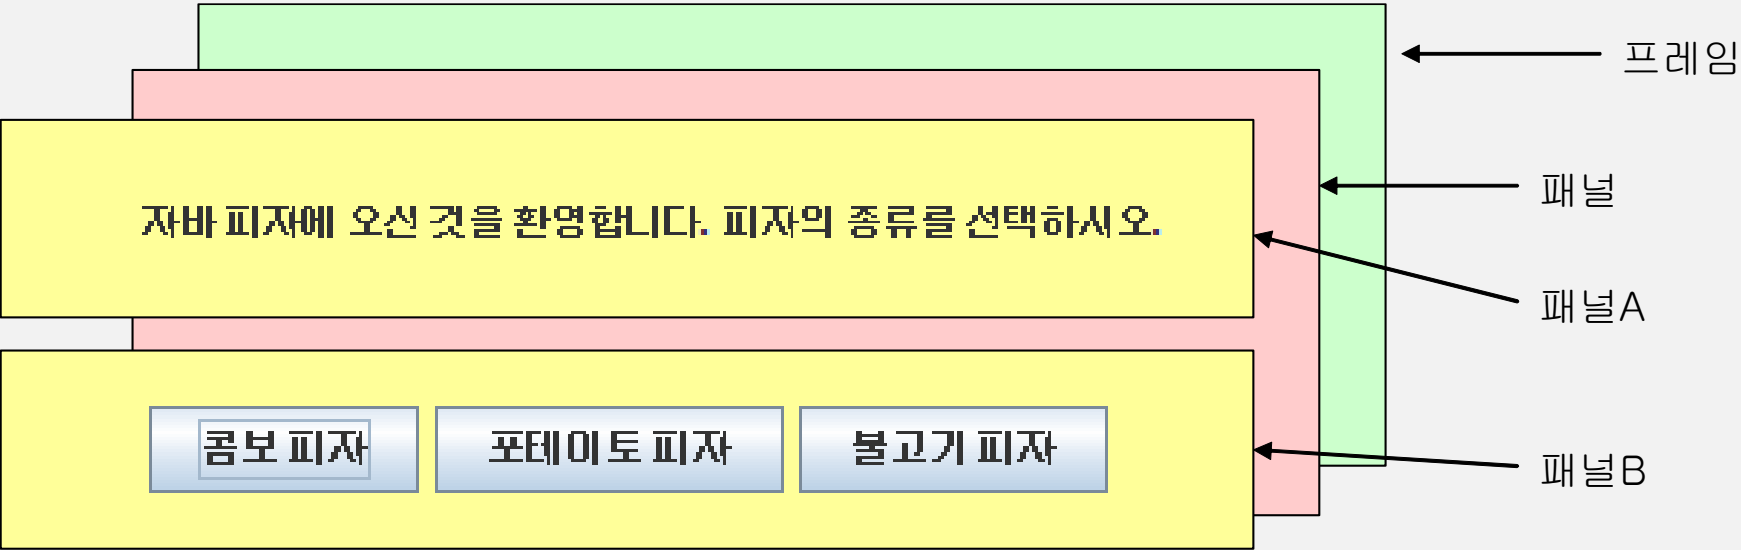 프레임
패널
자바 피자에 오신 것을 환영합니다. 피자의 종류를 선택하시오.
패널A
콤보 피자 포테이토 피자 불고기 피자
패널B